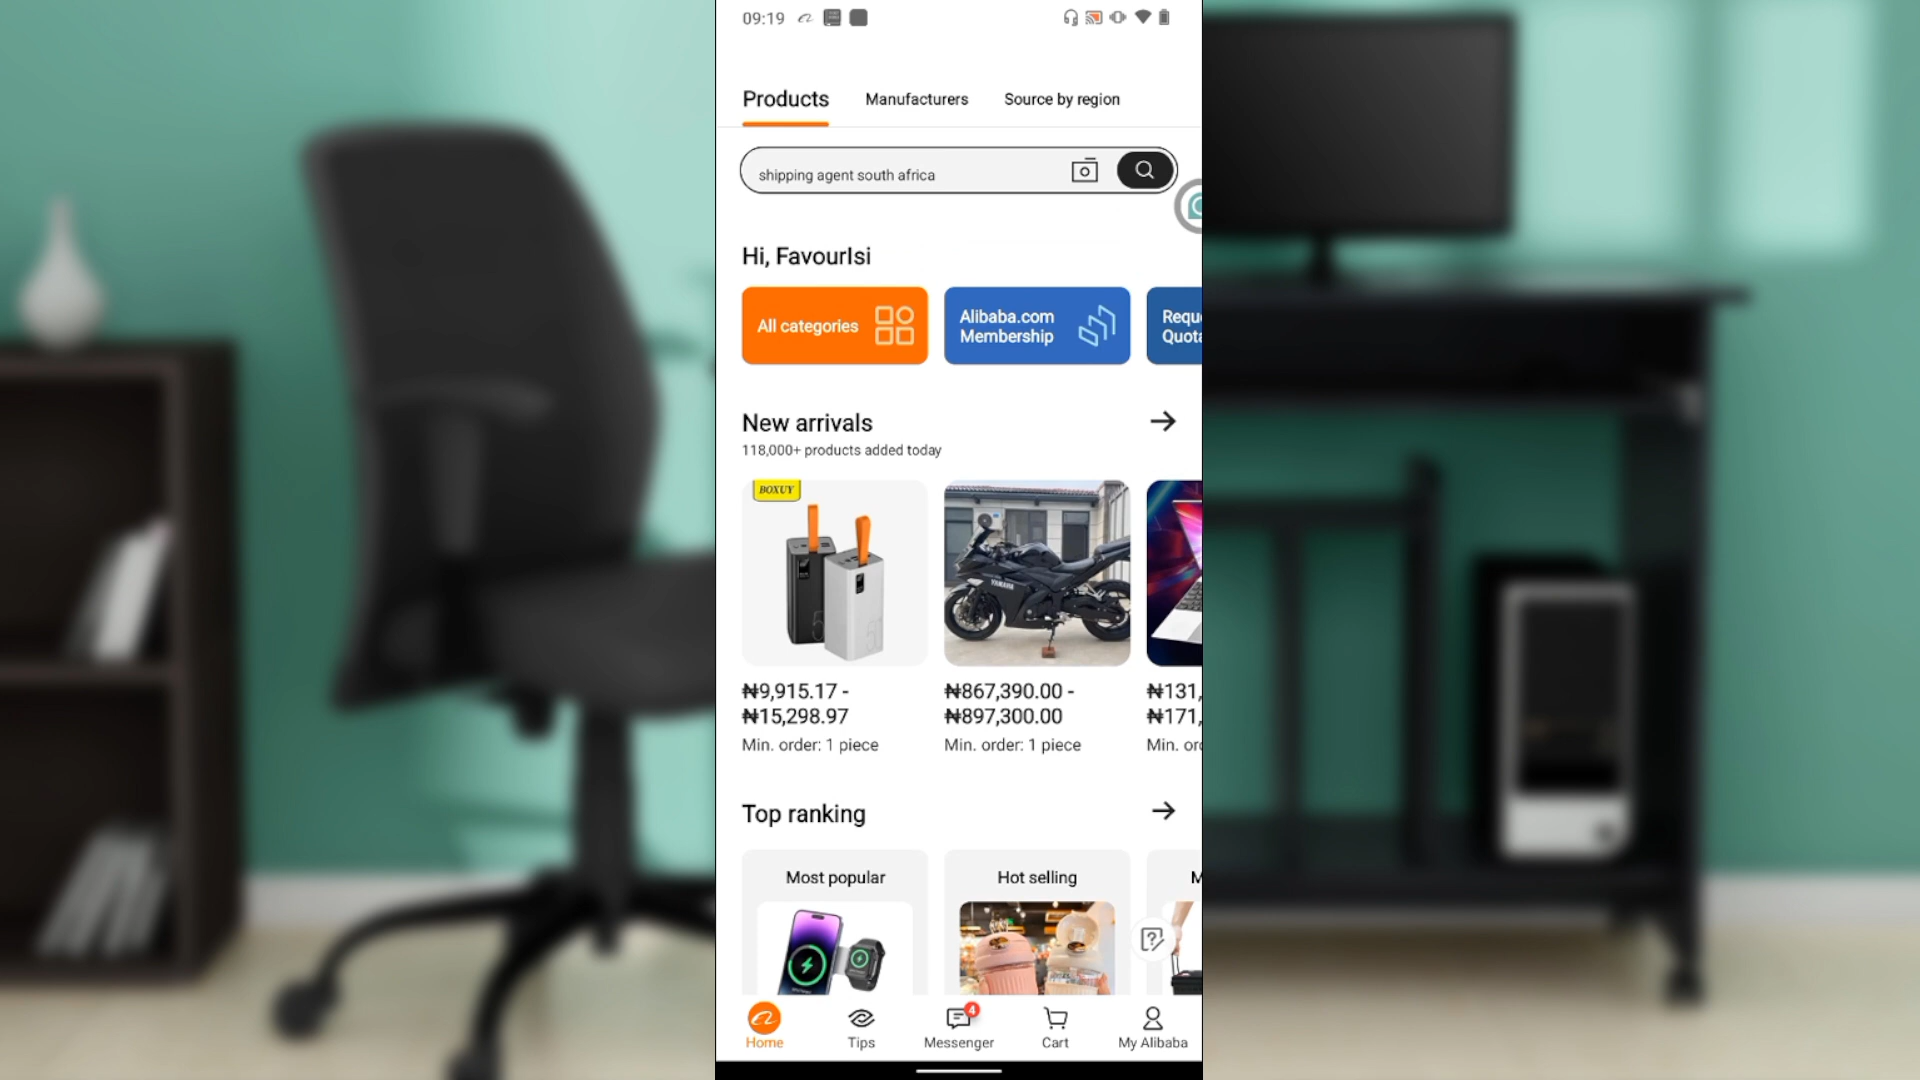 09:19
Products Manufacturers Source by region
shipping agent south africa
Hi, FavourIsi
All categories
Alibaba.com
Membership
Requ
Quota
New arrivals
118,000+ products added today
BOXUY
YAMAHA
₦9,915.17 -
₦15,298.97
Min. order: 1 piece
₦867,390.00 -
₦897,300.00
Min. order: 1 piece
₦131,
₦171,
Min. or
Top ranking
Most popular
Hot selling
M
4
Home
Tips
Messenger
Cart
My Alibaba